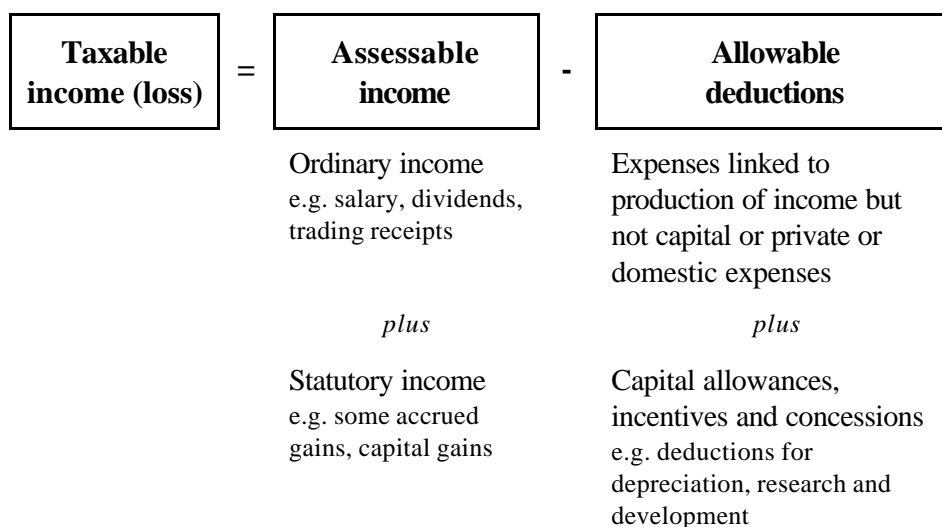 Taxable
income (loss)
=
Assessable
income
-
Allowable
deductions
Ordinary income
e.g. salary, dividends,
trading receipts
plus
Statutory income
e.g. some accrued
gains, capital gains
Expenses linked to
production of income but
not capital or private or
domestic expenses
plus
Capital allowances,
incentives and concessions
e.g. deductions for
depreciation, research and
development